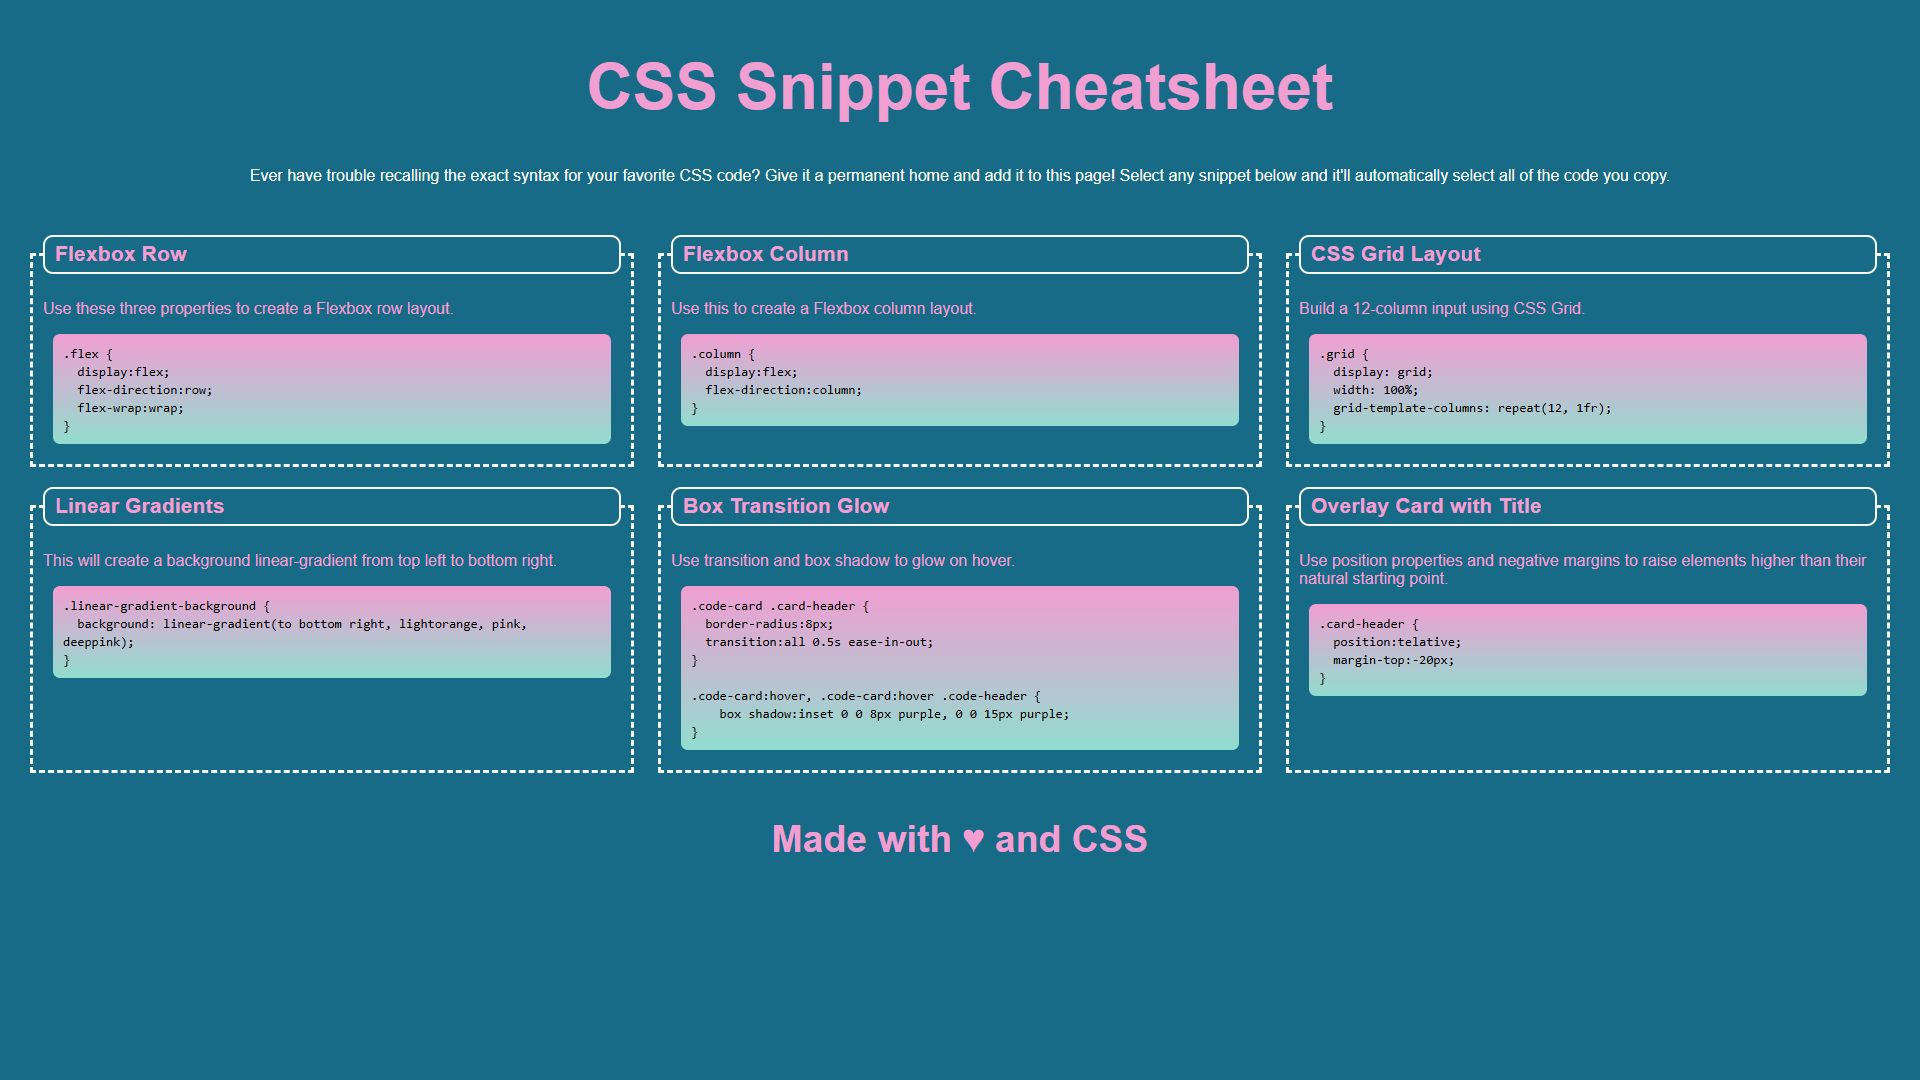 CSS Snippet Cheatsheet
Ever have trouble recalling the exact syntax for your favorite CSS code? Give it a permanent home and add it to this page! Select any snippet below and it'll automatically select all of the code you copy.
Flexbox Row
Use these three properties to create a Flexbox row layout.
.flex {
  display:flex;
  flex-direction:row;
  flex-wrap:wrap;
}
Flexbox Column
Use this to create a Flexbox column layout.
.column {
  display:flex;
  flex-direction:column;
}
CSS Grid Layout
Build a 12-column input using CSS Grid.
.grid {
  display: grid;
  width: 100%;
  grid-template-columns: repeat(12, 1fr);
}
Linear Gradients
This will create a background linear-gradient from top left to bottom right.
.linear-gradient-background {
  background: linear-gradient(to bottom right, lightorange, pink,
deeppink);
}
Box Transition Glow
Use transition and box shadow to glow on hover.
.code-card .card-header {
  border-radius:8px;
  transition:all 0.5s ease-in-out;
}
.code-card:hover, .code-card:hover .code-header {
    box shadow:inset 0 0 8px purple, 0 0 15px purple;
}
Overlay Card with Title
Use position properties and negative margins to raise elements higher than their
natural starting point.
.card-header {
  position:telative;
  margin-top:-20px;
}
Made with ♥ and CSS